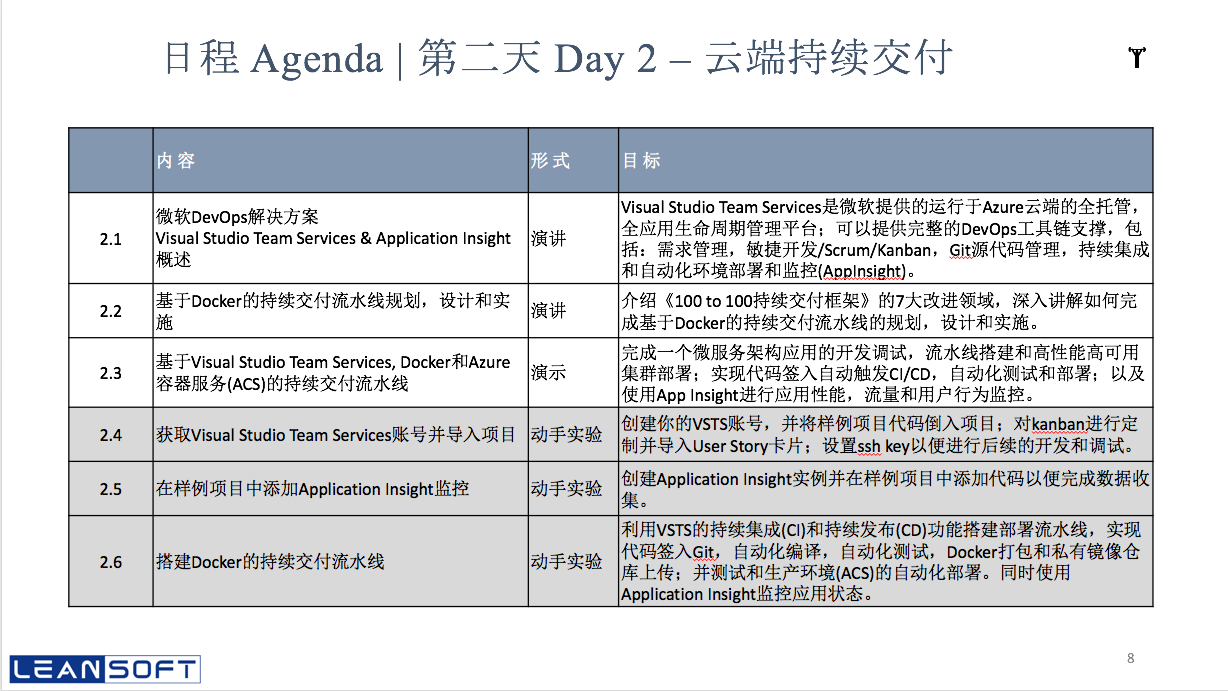 日程 Agenda | 第二天 Day 2 – 云端持续交付
内容 形式 目标
2.1
微软DevOps解决方案
Visual Studio Team Services & Application Insight
概述
演讲
Visual Studio Team Services是微软提供的运行于Azure云端的全托管，
全应用生命周期管理平台；可以提供完整的DevOps工具链支撑，包
括：需求管理，敏捷开发/Scrum/Kanban，Git源代码管理，持续集成
和自动化环境部署和监控(AppInsight)。
2.2
基于Docker的持续交付流水线规划，设计和实
施
演讲
介绍《100 to 100持续交付框架》的7大改进领域，深入讲解如何完
成基于Docker的持续交付流水线的规划，设计和实施。
2.3
基于Visual Studio Team Services, Docker和Azure
容器服务(ACS)的持续交付流水线
演示
完成一个微服务架构应用的开发调试，流水线搭建和高性能高可用
集群部署；实现代码签入自动触发CI/CD，自动化测试和部署；以及
使用App Insight进行应用性能，流量和用户行为监控。
2.4
获取Visual Studio Team Services账号并导入项目
动手实验
创建你的VSTS账号，并将样例项目代码倒入项目；对kanban进行定
制并导入User Story卡片；设置ssh key以便进行后续的开发和调试。
2.5
在样例项目中添加Application Insight监控
动手实验
创建Application Insight实例并在样例项目中添加代码以便完成数据收
集。
2.6
搭建Docker的持续交付流水线
动手实验
利用VSTS的持续集成(CI)和持续发布(CD)功能搭建部署流水线，实现
代码签入Git，自动化编译，自动化测试，Docker打包和私有镜像仓
库上传；并测试和生产环境(ACS)的自动化部署。同时使用
Application Insight监控应用状态。
LEANSOFT
8